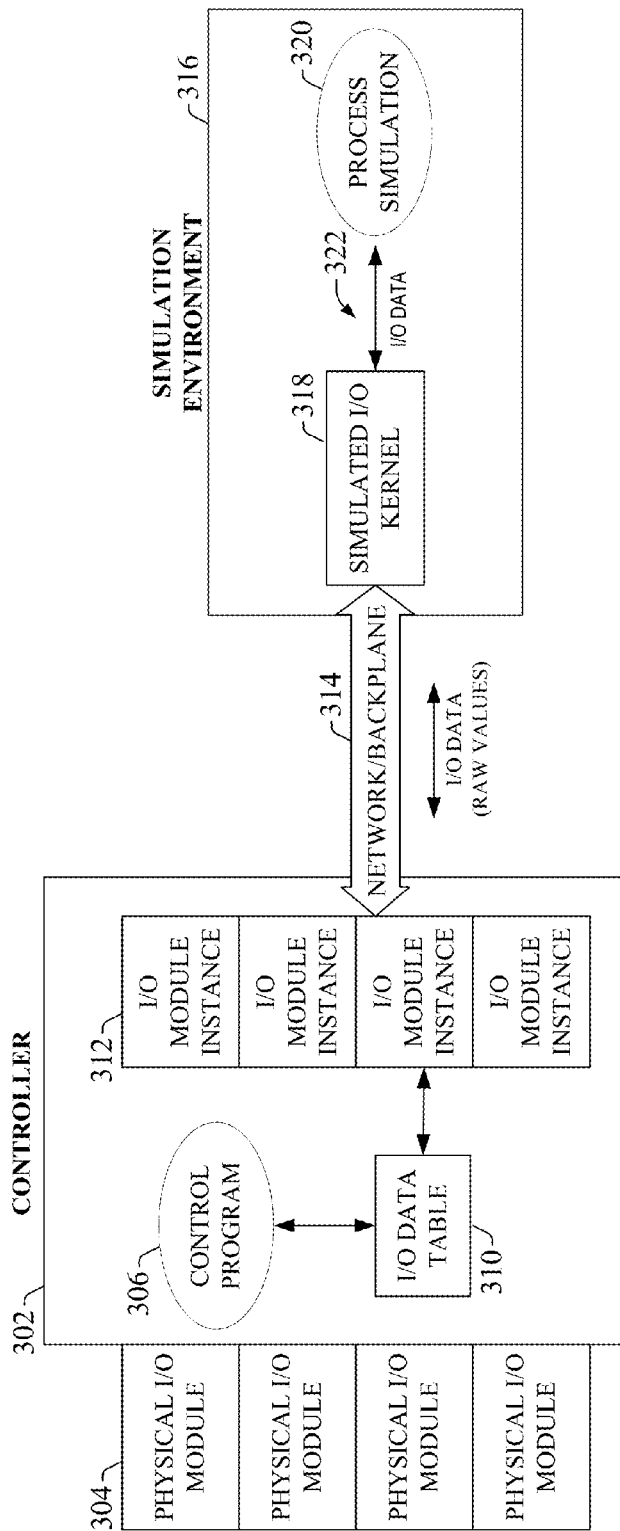 CONTROLLER
302
304
PHYSICAL I/O
MODULE
PHYSICAL I/O
MODULE
PHYSICAL I/O
MODULE
PHYSICAL I/O
MODULE
306
CONTROL
PROGRAM
I/O DATA
TABLE
310
312
I/O
MODULE
INSTANCE
I/O
MODULE
INSTANCE
I/O
MODULE
INSTANCE
I/O
MODULE
INSTANCE
314
NETWORK/BACKPLANE
I/O DATA
(RAW VALUES)
SIMULATION
ENVIRONMENT
316
318
SIMULATED I/O
KERNEL
322
I/O DATA
320
PROCESS
SIMULATION